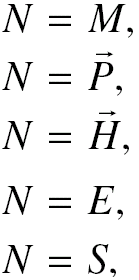 N = M,
N = P⃗,
N = H⃗,
N = E,
N = S,